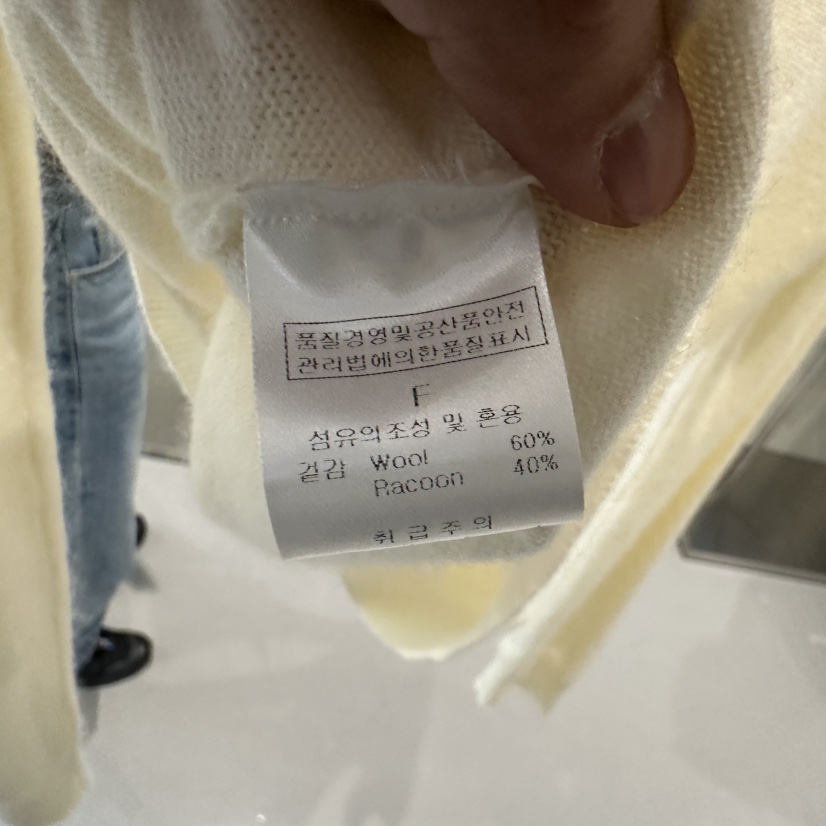 품질경영및공산품안전
관리법에의한품질표시
F
섬유의조성 및 혼용
겉감 Wool 60%
Racoon 40%
취급주의